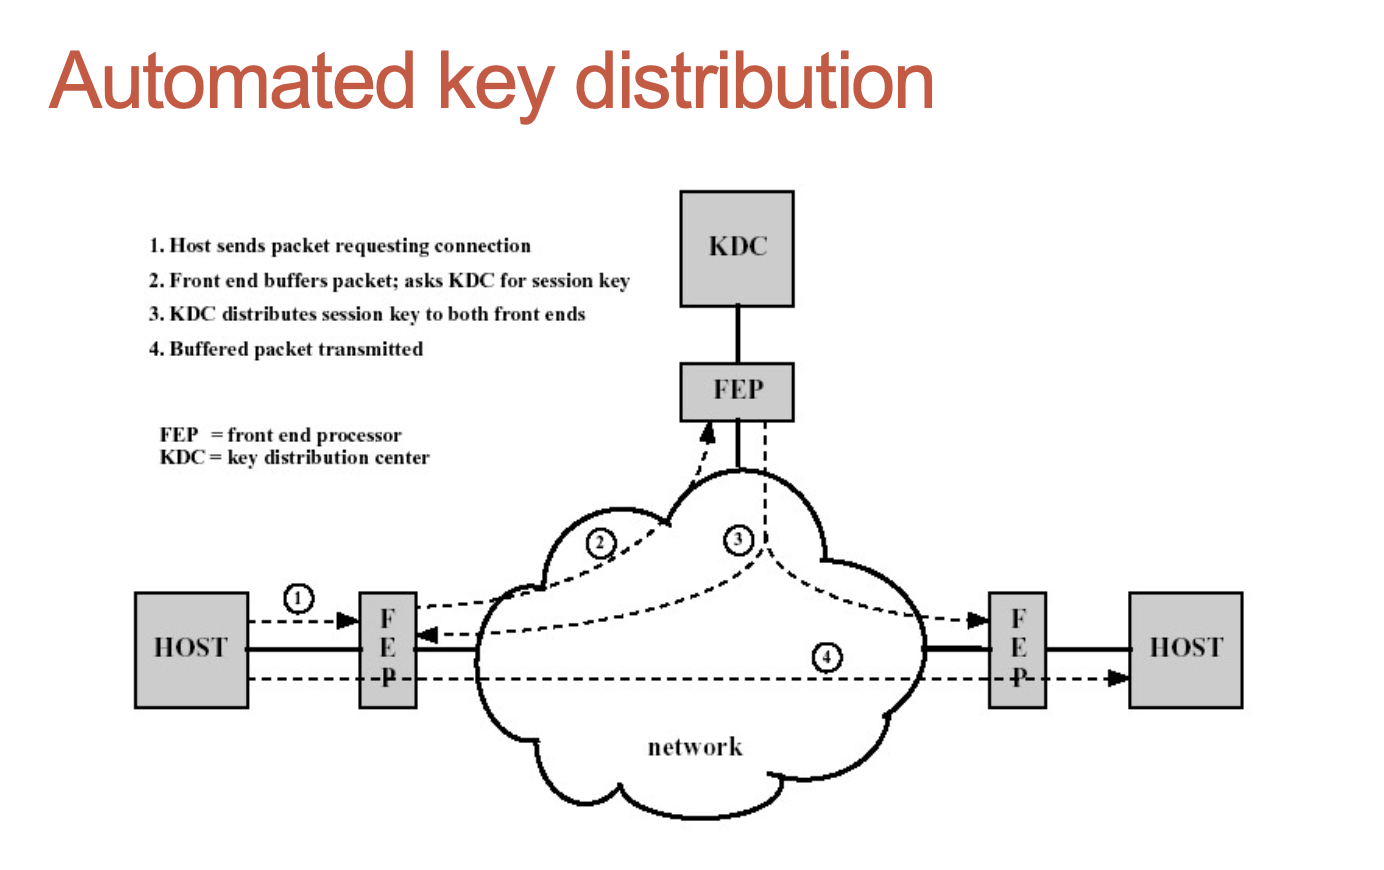 Automated key distribution
1. Host sends packet requesting connection
2. Front end buffers packet; asks KDC for session key
3. KDC distributes session key to both front ends
4. Buffered packet transmitted
FEP = front end processor
KDC = key distribution center
KDC
FEP
2
3
1
HOST
F
E
P
4
F
E
P
HOST
network